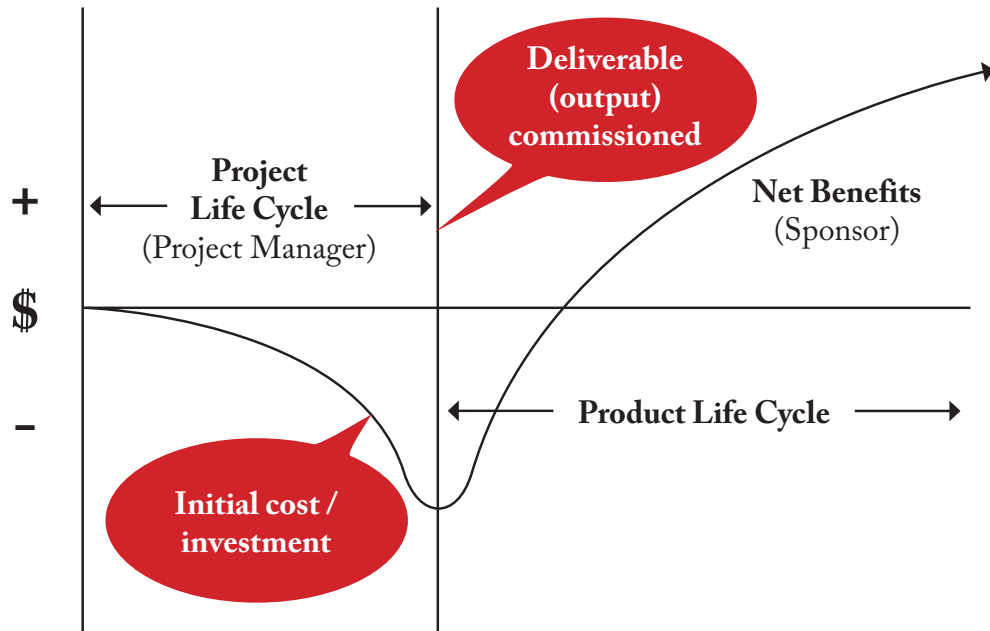 Deliverable
(output)
commissioned
Project
Life Cycle
(Project Manager)
+
$
-
Net Benefits
(Sponsor)
Product Life Cycle
Initial cost /
investment